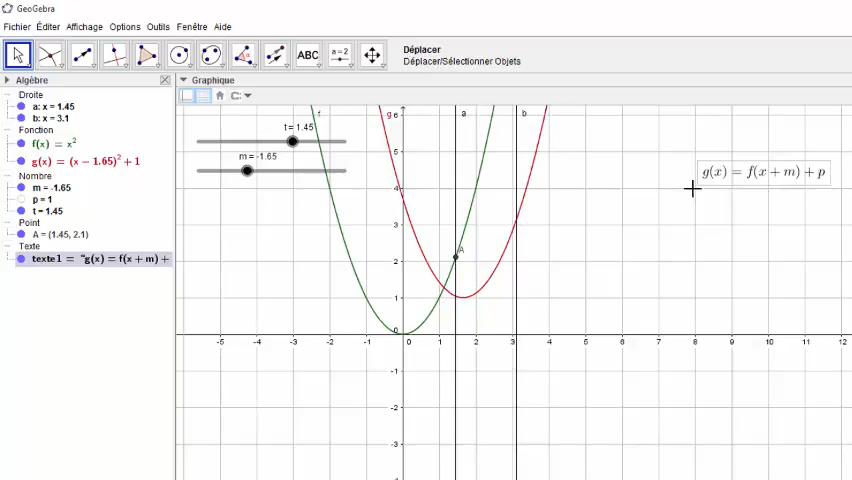 GeoGebra
Fichier Éditer Affichage Options Outils Fenêtre Aide
ABC
a = 2
Déplacer
Déplacer/Sélectionner Objets
Algèbre
Droite
a: x = 1.45
b: x = 3.1
Fonction
f(x) = x²
g(x) = (x − 1.65)² + 1
Nombre
m = -1.65
p = 1
t = 1.45
Point
A = (1.45, 2.1)
Texte
texte1 = "g(x) = f(x + m) +
Graphique
f
g
a
b
t = 1.45
m = -1.65
g(x) = f(x + m) + p
A
6
5
4
3
2
1
0
-1
-2
-3
-5 -4 -3 -2 -1 0 1 2 3 4 5 6 7 8 9 10 11 12